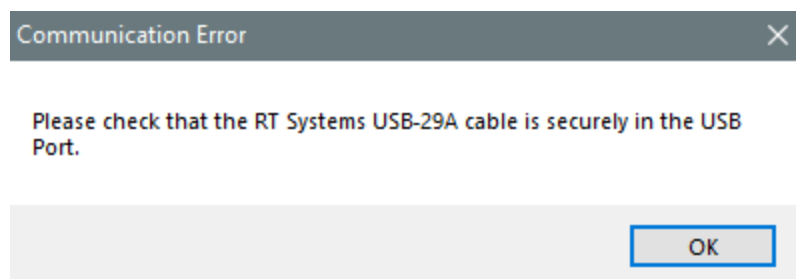 Communication Error
Please check that the RT Systems USB-29A cable is securely in the USB
Port.
OK